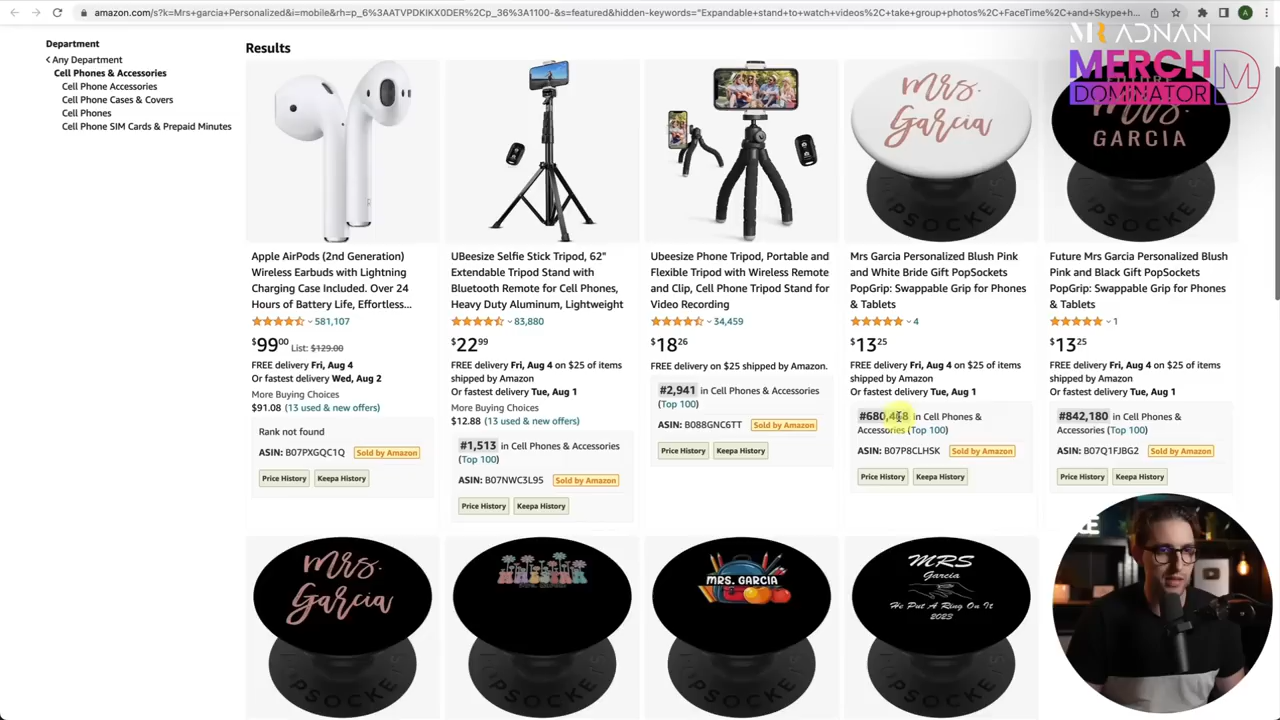 amazon.com/s?k=Mrs+garcia+Personalized&i=mobile&rh=p_6%3AATVPDKIKX0DER%2Cp_36%3A1100-&s=featured&hidden-keywords="Expandable+stand+to+watch+videos%2C+take+group+photos%2C+FaceTime%2C+and+Skype+h...
A
MR ADNAN
MERCH
DOMINATOR
Department
Any Department
Cell Phones & Accessories
Cell Phone Accessories
Cell Phone Cases & Covers
Cell Phones
Cell Phone SIM Cards & Prepaid Minutes
Results
mrs.
Garcia
FUTURE
mrs.
GARCIA
Apple AirPods (2nd Generation)
Wireless Earbuds with Lightning
Charging Case Included. Over 24
Hours of Battery Life, Effortless...
581,107
$99.00 List: $129.00
FREE delivery Fri, Aug 4
Or fastest delivery Wed, Aug 2
More Buying Choices
$91.08 (13 used & new offers)
Rank not found
ASIN: B07PXGQC1Q Sold by Amazon
Price History Keepa History
UBeesize Selfie Stick Tripod, 62"
Extendable Tripod Stand with
Bluetooth Remote for Cell Phones,
Heavy Duty Aluminum, Lightweight
83,880
$22.99
FREE delivery Fri, Aug 4 on $25 of items
shipped by Amazon
Or fastest delivery Tue, Aug 1
More Buying Choices
$12.88 (13 used & new offers)
#1,513 in Cell Phones & Accessories
(Top 100)
ASIN: B07NWC3L95 Sold by Amazon
Price History Keepa History
Ubeesize Phone Tripod, Portable and
Flexible Tripod with Wireless Remote
and Clip, Cell Phone Tripod Stand for
Video Recording
34,459
$18.26
FREE delivery on $25 shipped by Amazon.
#2,941 in Cell Phones & Accessories
(Top 100)
ASIN: B088GNC6TT Sold by Amazon
Price History Keepa History
Mrs Garcia Personalized Blush Pink
and White Bride Gift PopSockets
PopGrip: Swappable Grip for Phones
& Tablets
4
$13.25
FREE delivery Fri, Aug 4 on $25 of items
shipped by Amazon
Or fastest delivery Tue, Aug 1
in Cell Phones &
Accessories (Top 100)
ASIN: B07P8CLHSK Sold by Amazon
Price History Keepa History
Future Mrs Garcia Personalized Blush
Pink and Black Gift PopSockets
PopGrip: Swappable Grip for Phones
& Tablets
1
$13.25
FREE delivery Fri, Aug 4 on $25 of items
shipped by Amazon
Or fastest delivery Tue, Aug 1
#842,180 in Cell Phones &
Accessories (Top 100)
ASIN: B07Q1FJBG2 Sold by Amazon
Price History Keepa History
mrs.
Garcia
MRS. GARCIA
MRS
Garcia
He Put A Ring On It
2023